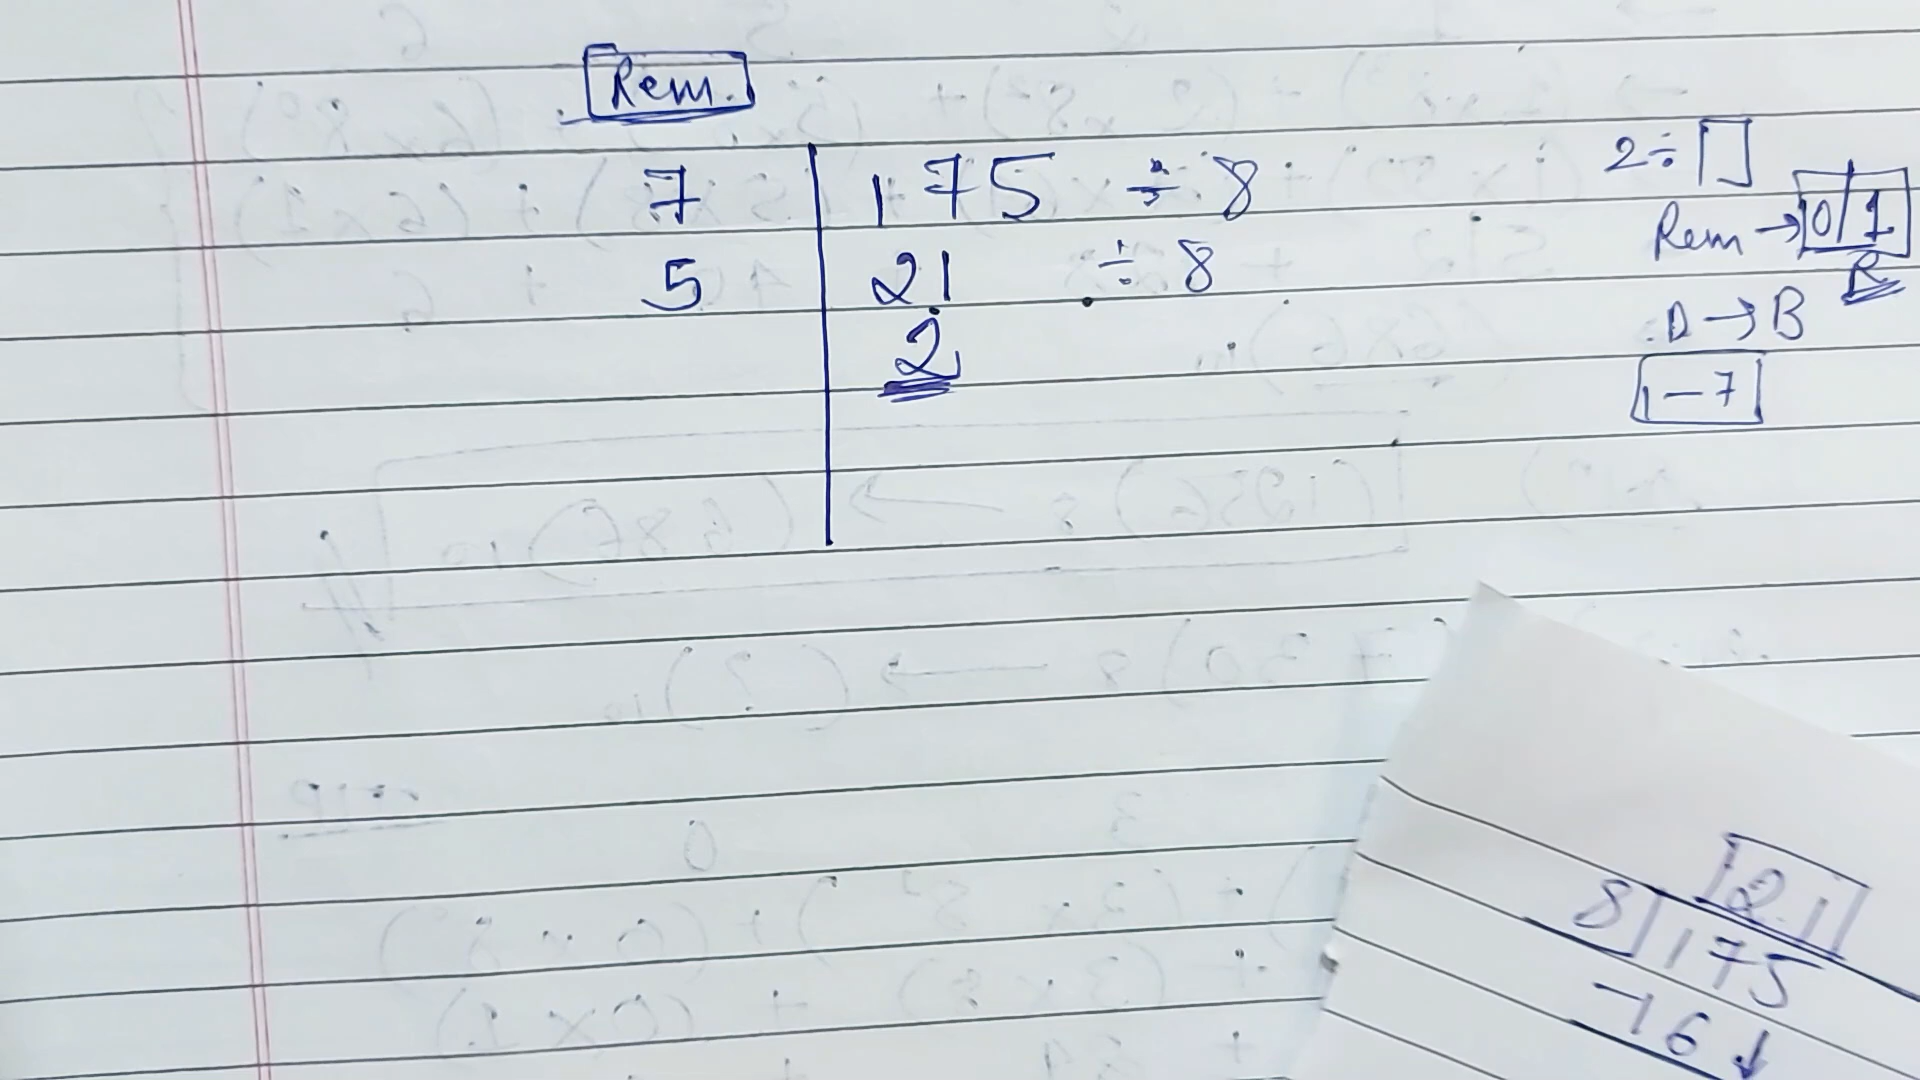 Rem.
7 | 175 ÷ 8
5 | 21 ÷ 8
2
2 ÷ []
Rem → 0/1
R
D → B
1 – 7
21
8 175
-16↓